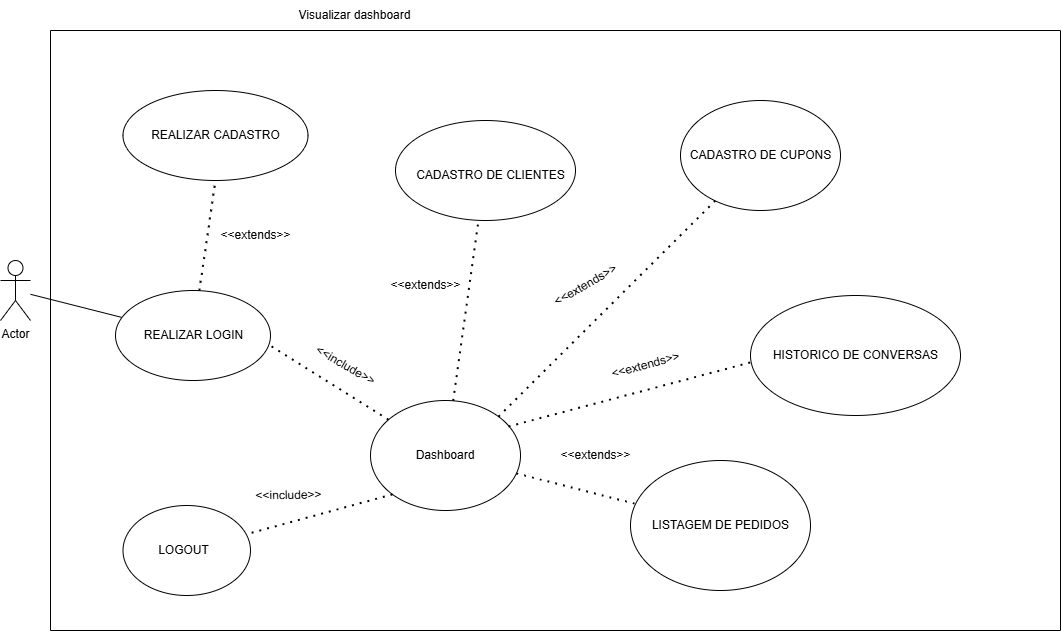 Visualizar dashboard
REALIZAR CADASTRO
CADASTRO DE CUPONS
CADASTRO DE CLIENTES
<<extends>>
<<extends>>
<<extends>>
Actor
REALIZAR LOGIN
<<include>>
<<extends>>
HISTORICO DE CONVERSAS
Dashboard
<<extends>>
<<include>>
LISTAGEM DE PEDIDOS
LOGOUT